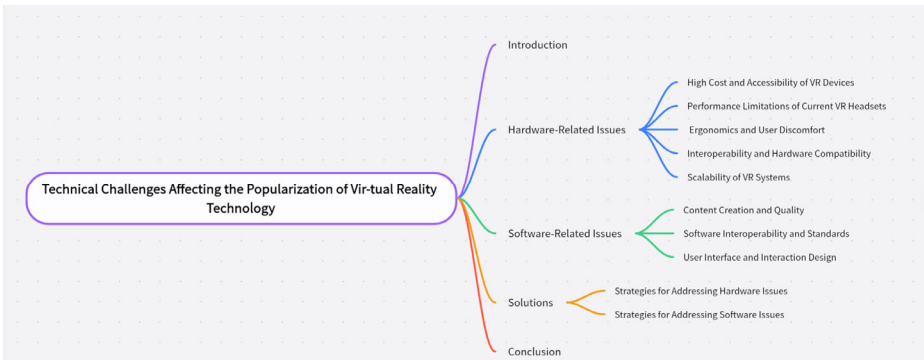 Technical Challenges Affecting the Popularization of Vir-tual Reality
Technology
Introduction
Hardware-Related Issues
High Cost and Accessibility of VR Devices
Performance Limitations of Current VR Headsets
Ergonomics and User Discomfort
Interoperability and Hardware Compatibility
Scalability of VR Systems
Software-Related Issues
Content Creation and Quality
Software Interoperability and Standards
User Interface and Interaction Design
Solutions
Strategies for Addressing Hardware Issues
Strategies for Addressing Software Issues
Conclusion